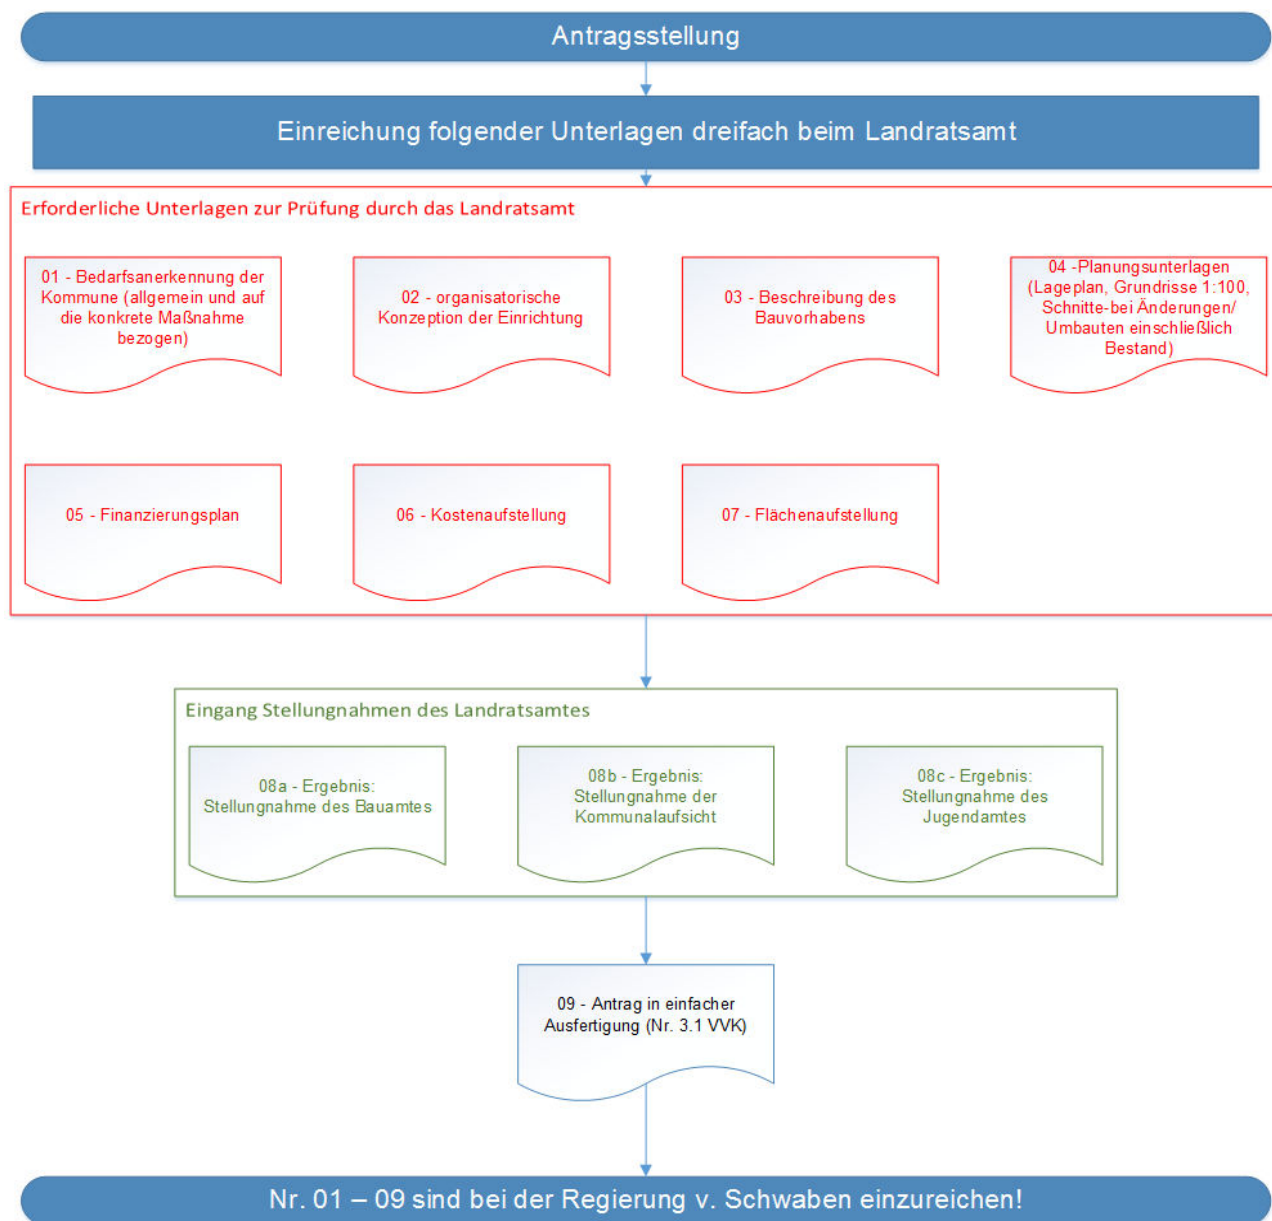 Antragsstellung
Einreichung folgender Unterlagen dreifach beim Landratsamt
Erforderliche Unterlagen zur Prüfung durch das Landratsamt
01 - Bedarfsanerkennung der
Kommune (allgemein und auf
die konkrete Maßnahme
bezogen)
02 - organisatorische
Konzeption der Einrichtung
03 - Beschreibung des
Bauvorhabens
04 -Planungsunterlagen
(Lageplan, Grundrisse 1:100,
Schnitte-bei Änderungen/
Umbauten einschließlich
Bestand)
05 - Finanzierungsplan
06 - Kostenaufstellung
07 - Flächenaufstellung
Eingang Stellungnahmen des Landratsamtes
08a - Ergebnis:
Stellungnahme des Bauamtes
08b - Ergebnis:
Stellungnahme der
Kommunalaufsicht
08c - Ergebnis:
Stellungnahme des
Jugendamtes
09 - Antrag in einfacher
Ausfertigung (Nr. 3.1 VVK)
Nr. 01 – 09 sind bei der Regierung v. Schwaben einzureichen!